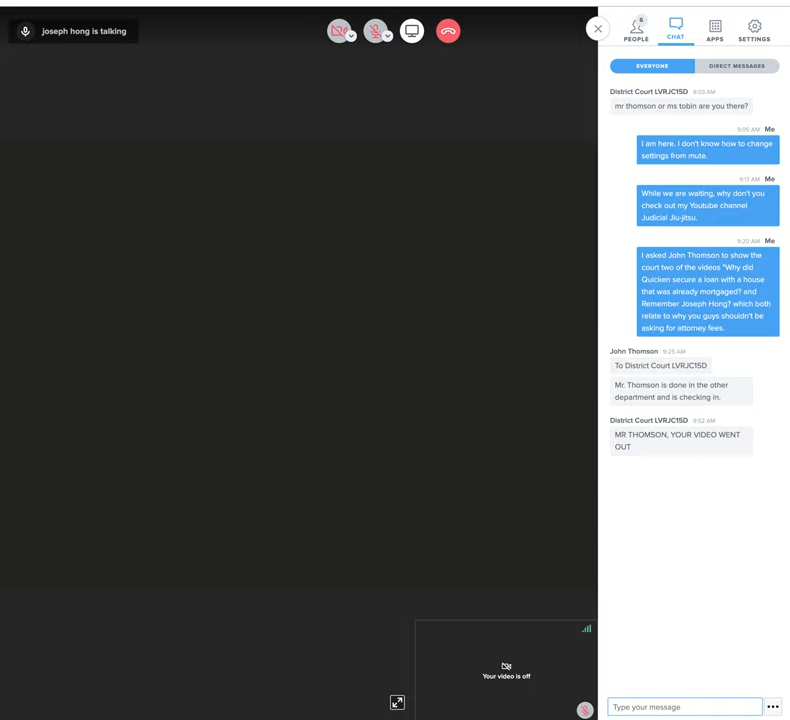 joseph hong is talking
6
PEOPLE
CHAT
APPS
SETTINGS
EVERYONE
DIRECT MESSAGES
District Court LVRJC15D 9:03 AM
mr thomson or ms tobin are you there?
9:05 AM Me
I am here. I don't know how to change
settings from mute.
9:17 AM Me
While we are waiting, why don't you
check out my Youtube channel
Judicial Jiu-jitsu.
9:20 AM Me
I asked John Thomson to show the
court two of the videos "Why did
Quicken secure a loan with a house
that was already mortgaged? and
Remember Joseph Hong? which both
relate to why you guys shouldn't be
asking for attorney fees.
John Thomson 9:25 AM
To District Court LVRJC15D
Mr. Thomson is done in the other
department and is checking in.
District Court LVRJC15D 9:52 AM
MR THOMSON, YOUR VIDEO WENT
OUT
Your video is off
Type your message